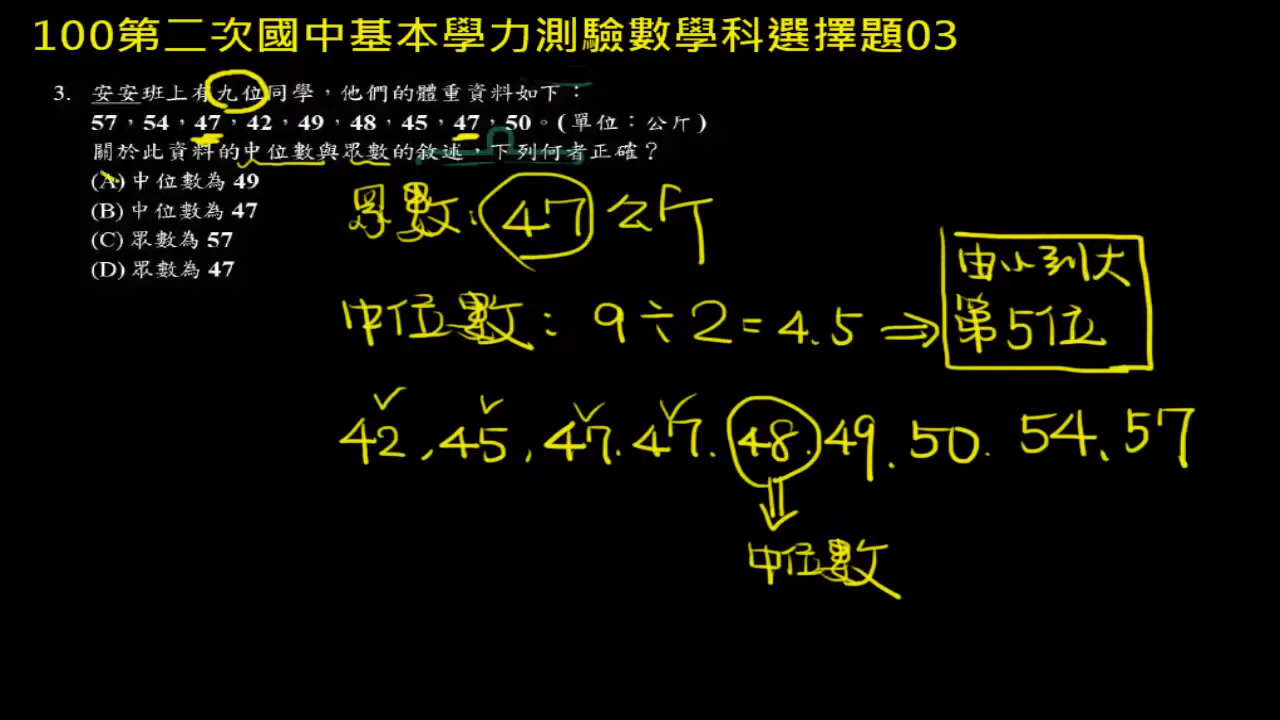 100第二次國中基本學力測驗數學科選擇題03
3. 安安班上有九位同學，他們的體重資料如下：
57，54，47，42，49，48，45，47，50。(單位：公斤)
關於此資料的中位數與眾數的敘述，下列何者正確？
(A) 中位數為 49
(B) 中位數為 47
(C) 眾數為 57
(D) 眾數為 47
眾數：47公斤
中位數：9÷2=4.5⇒
由小到大
第5位
42,45,47.47.48.49.50.54、57
中位數